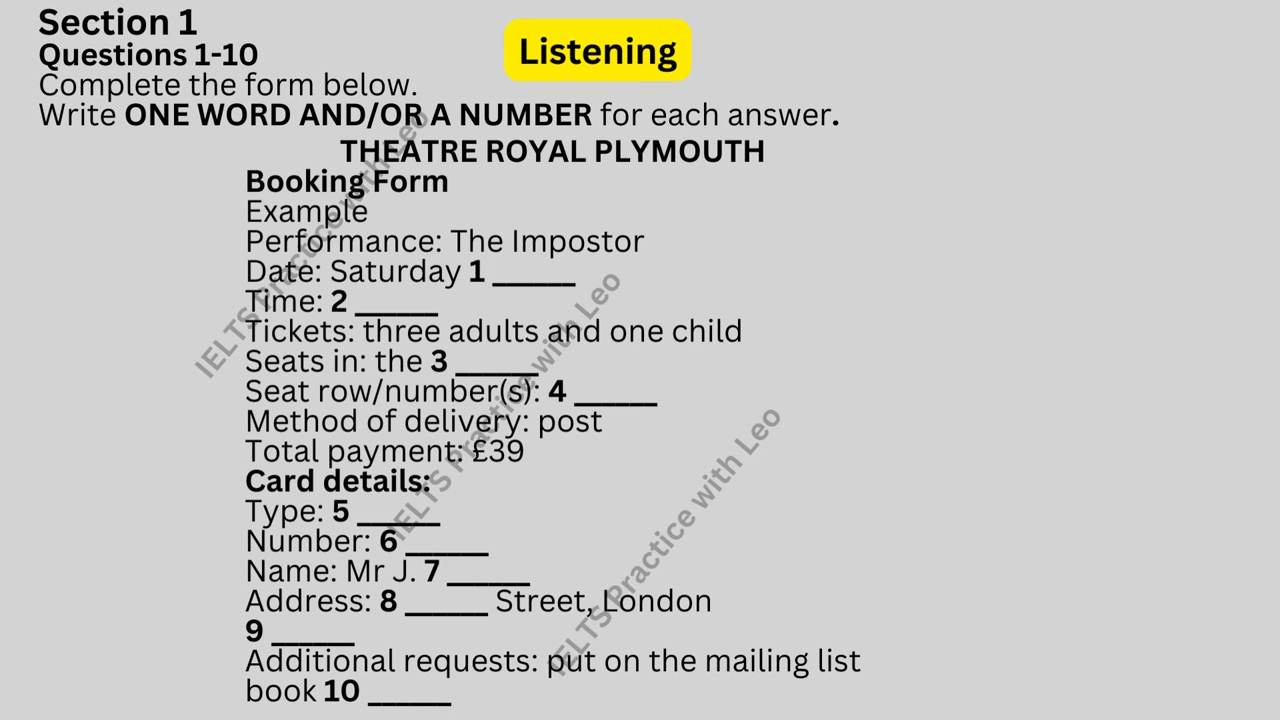 Section 1
Listening
Questions 1-10
Complete the form below.
Write ONE WORD AND/OR A NUMBER for each answer.
THEATRE ROYAL PLYMOUTH
Booking Form
Example
Performance: The Impostor
Date: Saturday 1 ______
Time: 2 ______
Tickets: three adults and one child
Seats in: the 3 ______
Seat row/number(s): 4 ______
Method of delivery: post
Total payment: £39
Card details:
Type: 5 ______
Number: 6 ______
Name: Mr J. 7 ______
Address: 8 ______ Street, London
9 ______
Additional requests: put on the mailing list
book 10 ______
IELTS Practice with Leo
IELTS Practice with Leo
IELTS Practice with Leo